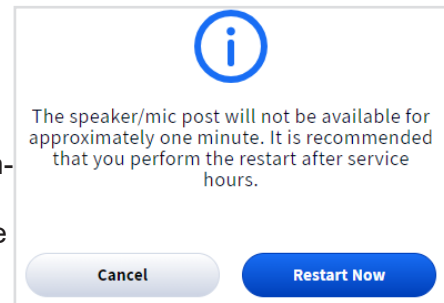 The speaker/mic post will not be available for
approximately one minute. It is recommended
that you perform the restart after service
hours.
Cancel Restart Now